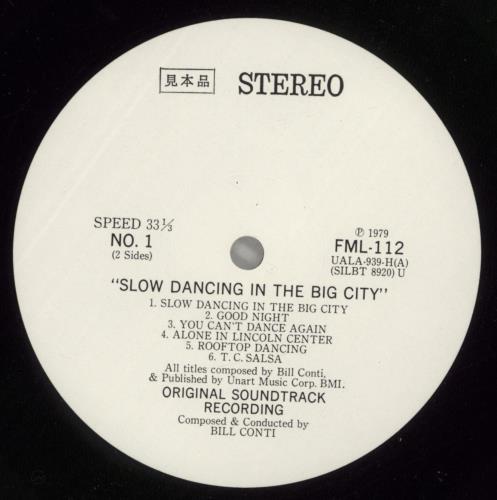 見本品 STEREO
SPEED 33⅓
NO. 1
(2 Sides)
℗ 1979
FML-112
UALA-939-H(A)
(SILBT 8920) U
"SLOW DANCING IN THE BIG CITY"
1. SLOW DANCING IN THE BIG CITY
2. GOOD NIGHT
3. YOU CAN'T DANCE AGAIN
4. ALONE IN LINCOLN CENTER
5. ROOFTOP DANCING
6. T. C. SALSA
All titles composed by Bill Conti,
& Published by Unart Music Corp. BMI.
ORIGINAL SOUNDTRACK
RECORDING
Composed & Conducted by
BILL CONTI